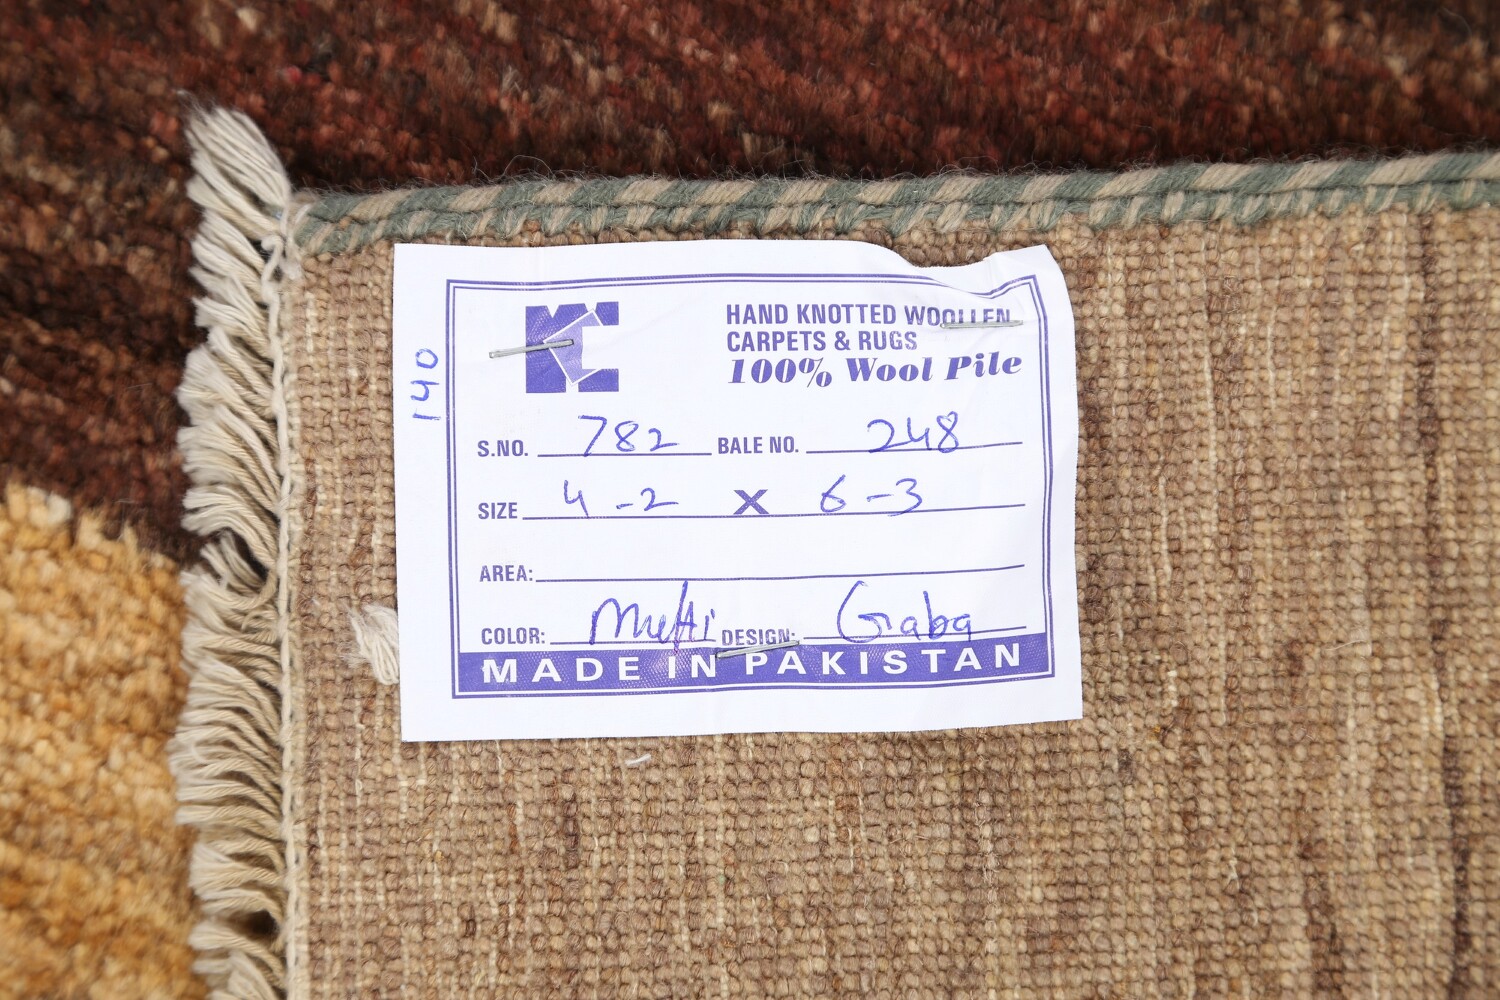 HAND KNOTTED WOOLLEN
CARPETS & RUGS
100% Wool Pile
140
S.NO. 782 BALE NO. 248
SIZE 4-2 X 6-3
AREA:
COLOR: Multi DESIGN: Gaba
MADE IN PAKISTAN